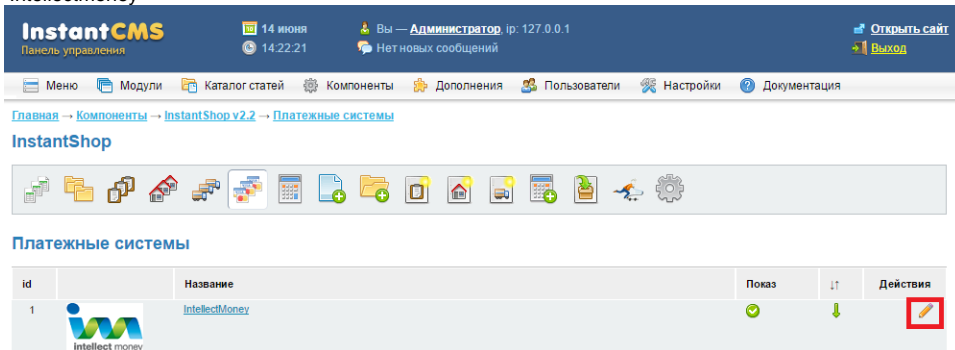 Intellectmoney
InstantCMS
Панель управления
14 июня
14:22:21
Вы — Администратор, ip: 127.0.0.1
Нет новых сообщений
Открыть сайт
Выход
Меню Модули Каталог статей Компоненты Дополнения Пользователи Настройки Документация
Главная → Компоненты → InstantShop v2.2 → Платежные системы
InstantShop
Платежные системы
id Название Показ ↓↑ Действия
1 IntellectMoney
intellect money